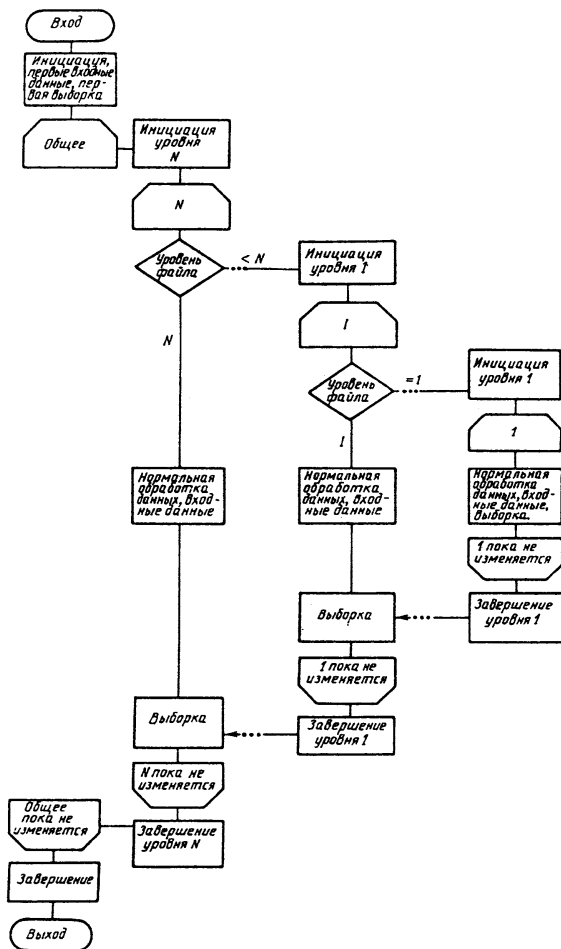 Вход
Инициация,
первые входные
данные, пер-
вая выборка
Общее
Инициация
уровня
N
N
Уровень
файла
< N
Инициация
уровня I
N
I
Уровень
файла
=1
Инициация
уровня 1
I
1
Нормальная
обработка
данных, вход-
ные данные
Нормальная
обработка
данных, вход-
ные данные
Нормальная
обработка
данных, вход-
ные данные,
выборка.
1 пока не
изменяется
Завершение
уровня 1
Выборка
1 пока не
изменяется
Завершение
уровня I
Выборка
N пока не
изменяется
Завершение
уровня N
Общее
пока не
изменяется
Завершение
Выход